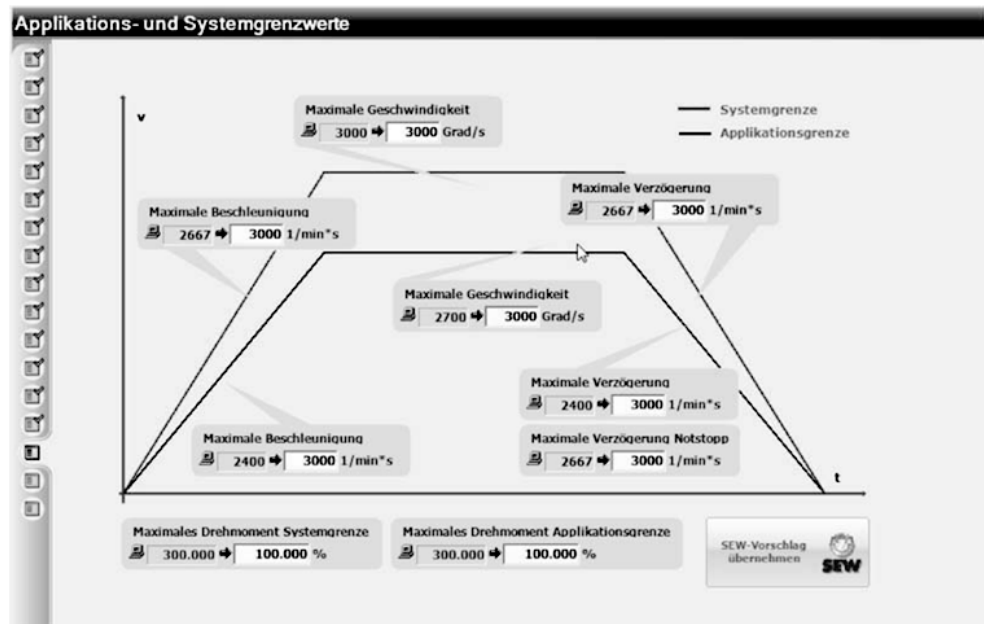 Applikations- und Systemgrenzwerte
v
Maximale Geschwindigkeit
3000 3000 Grad/s
Systemgrenze
Applikationsgrenze
Maximale Verzögerung
2667 3000 1/min*s
Maximale Beschleunigung
2667 3000 1/min*s
Maximale Geschwindigkeit
2700 3000 Grad/s
Maximale Verzögerung
2400 3000 1/min*s
Maximale Beschleunigung
2400 3000 1/min*s
Maximale Verzögerung Notstopp
2667 3000 1/min*s
t
Maximales Drehmoment Systemgrenze
300.000 100.000 %
Maximales Drehmoment Applikationsgrenze
300.000 100.000 %
SEW-Vorschlag
übernehmen
SEW